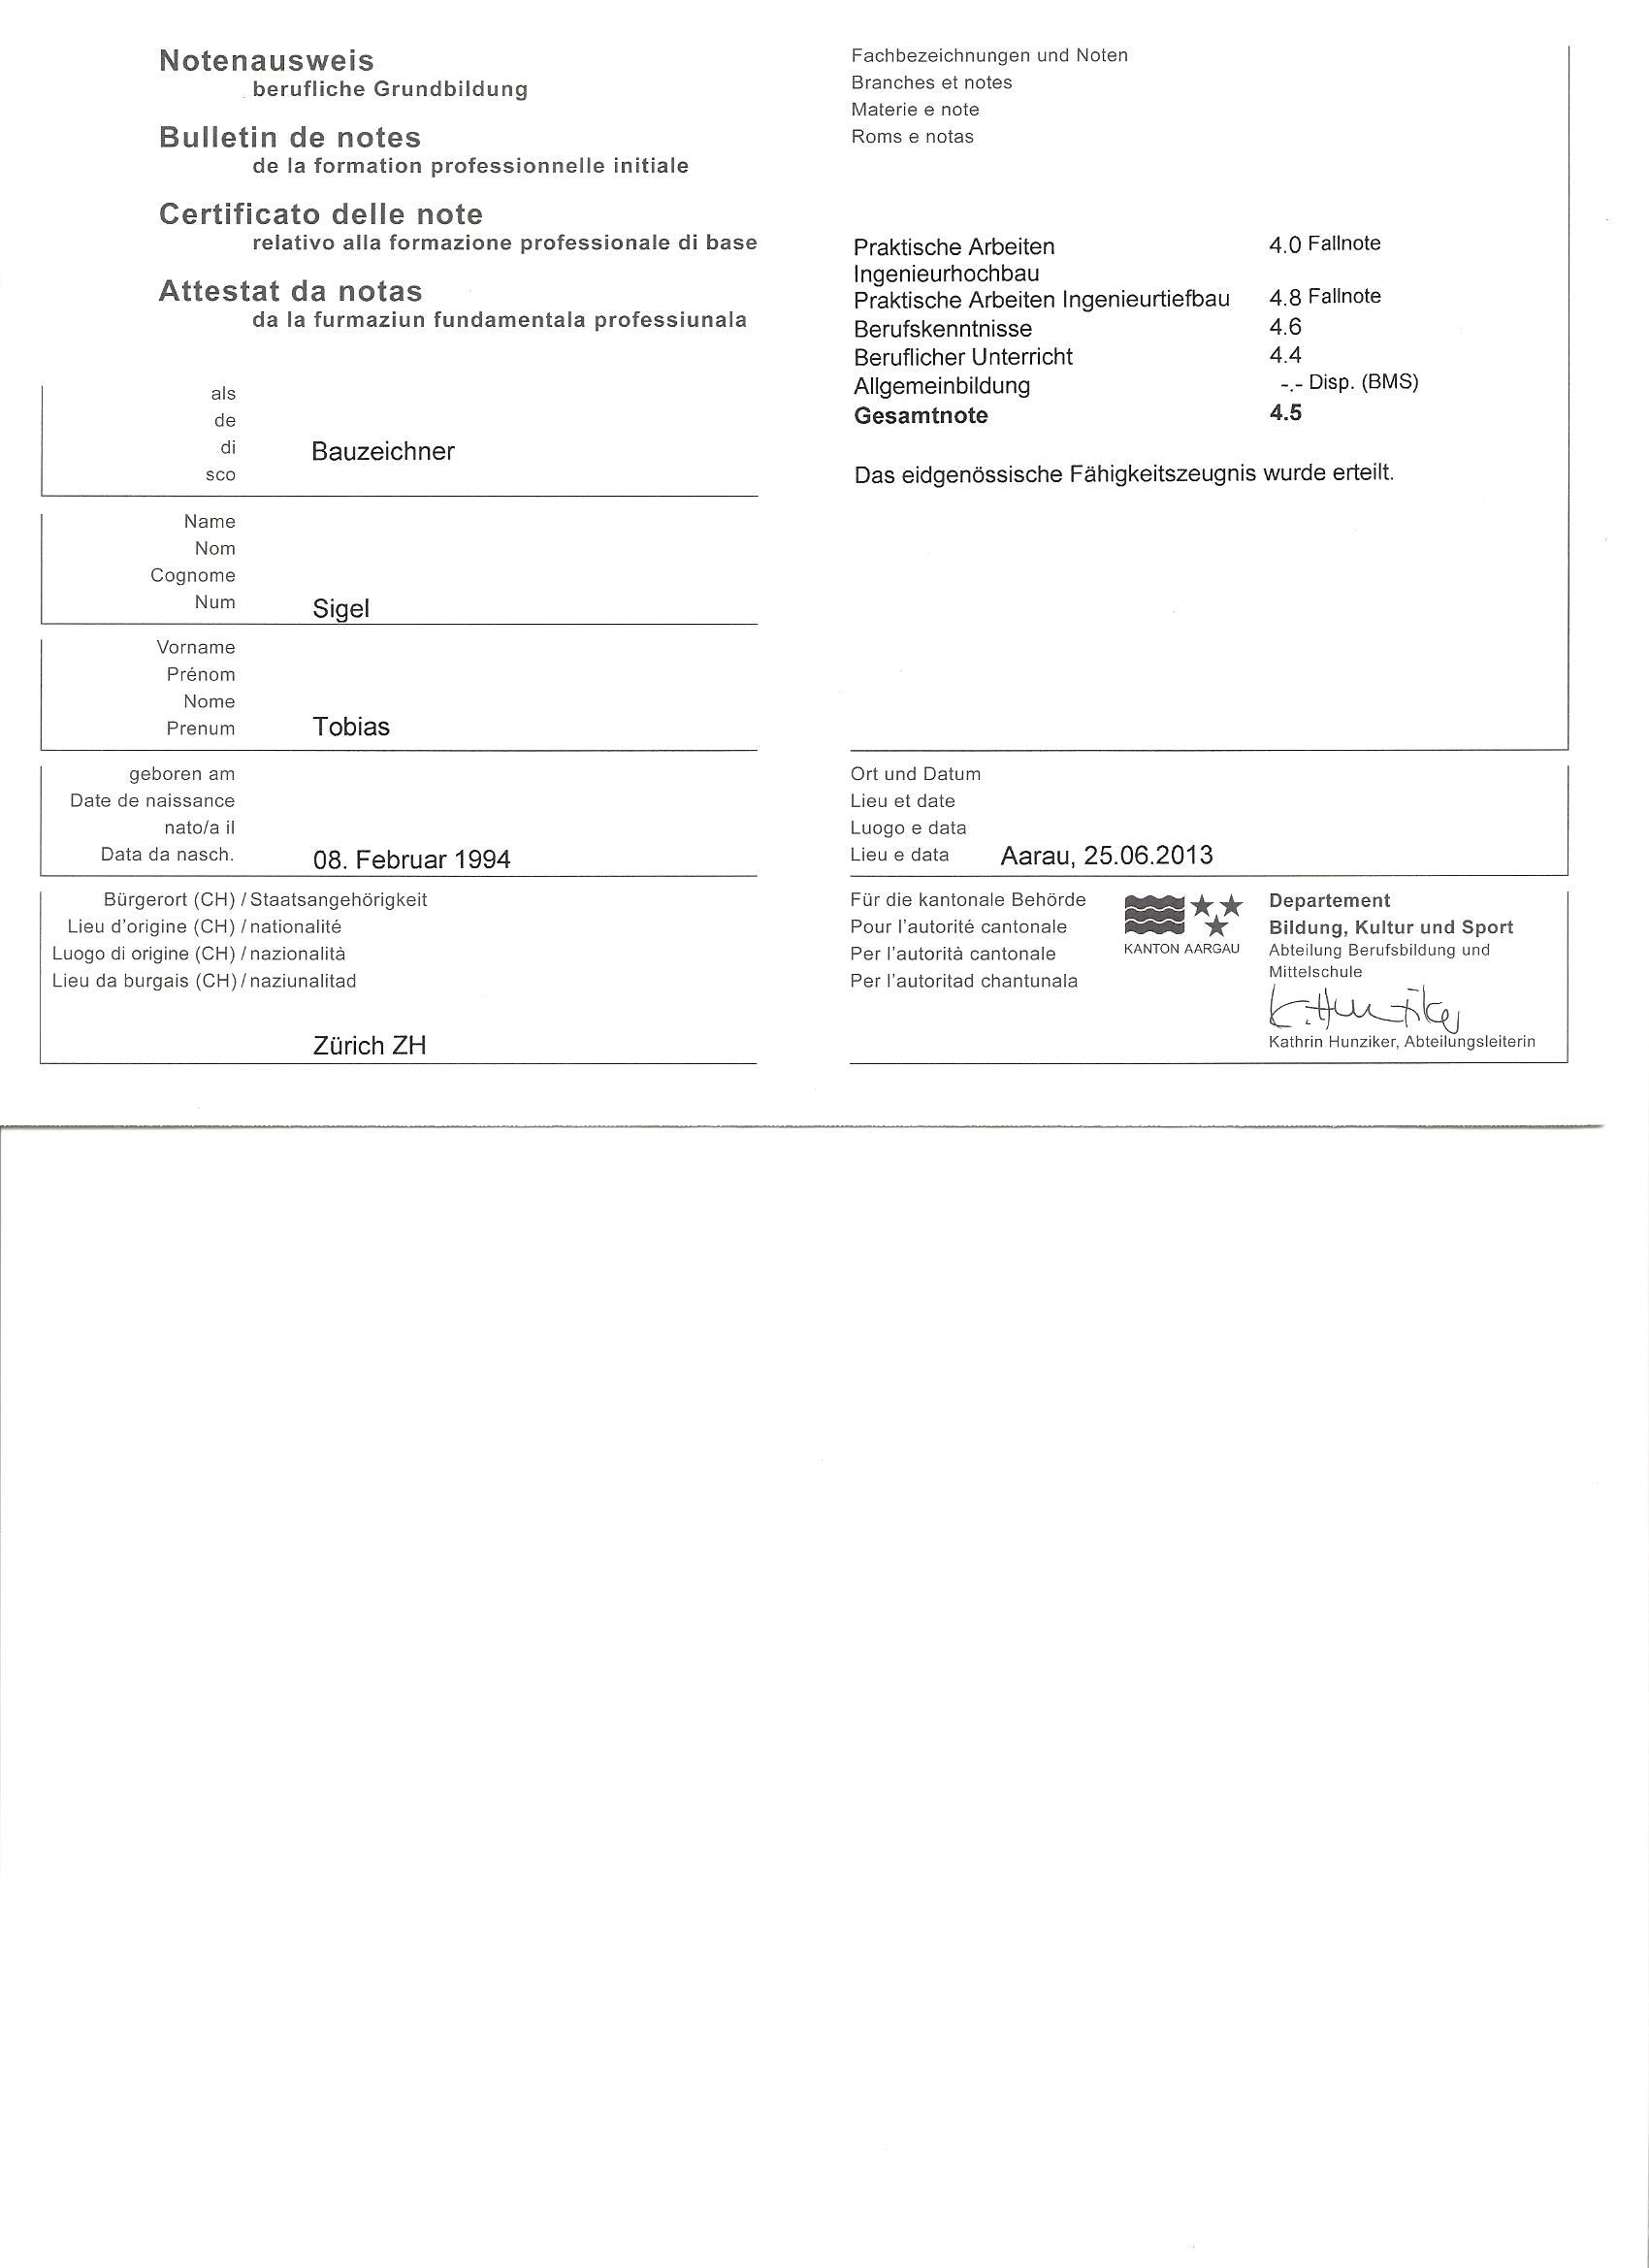 Notenausweis
berufliche Grundbildung
Bulletin de notes
de la formation professionnelle initiale
Certificato delle note
relativo alla formazione professionale di base
Attestat da notas
da la furmaziun fundamentala professiunala
als
de
di
sco
Bauzeichner
Name
Nom
Cognome
Num
Sigel
Vorname
Prénom
Nome
Prenum
Tobias
geboren am
Date de naissance
nato/a il
Data da nasch.
08. Februar 1994
Bürgerort (CH) / Staatsangehörigkeit
Lieu d'origine (CH) / nationalité
Luogo di origine (CH) / nazionalità
Lieu da burgais (CH) / naziunalitad
Zürich ZH
Fachbezeichnungen und Noten
Branches et notes
Materie e note
Roms e notas
Praktische Arbeiten 4.0 Fallnote
Ingenieurhochbau
Praktische Arbeiten Ingenieurtiefbau 4.8 Fallnote
Berufskenntnisse 4.6
Beruflicher Unterricht 4.4
Allgemeinbildung -.- Disp. (BMS)
Gesamtnote 4.5
Das eidgenössische Fähigkeitszeugnis wurde erteilt.
Ort und Datum
Lieu et date
Luogo e data
Lieu e data
Aarau, 25.06.2013
Für die kantonale Behörde
Pour l'autorité cantonale
Per l'autorità cantonale
Per l'autoritad chantunala
KANTON AARGAU
Departement
Bildung, Kultur und Sport
Abteilung Berufsbildung und
Mittelschule
K. Hunziker
Kathrin Hunziker, Abteilungsleiterin